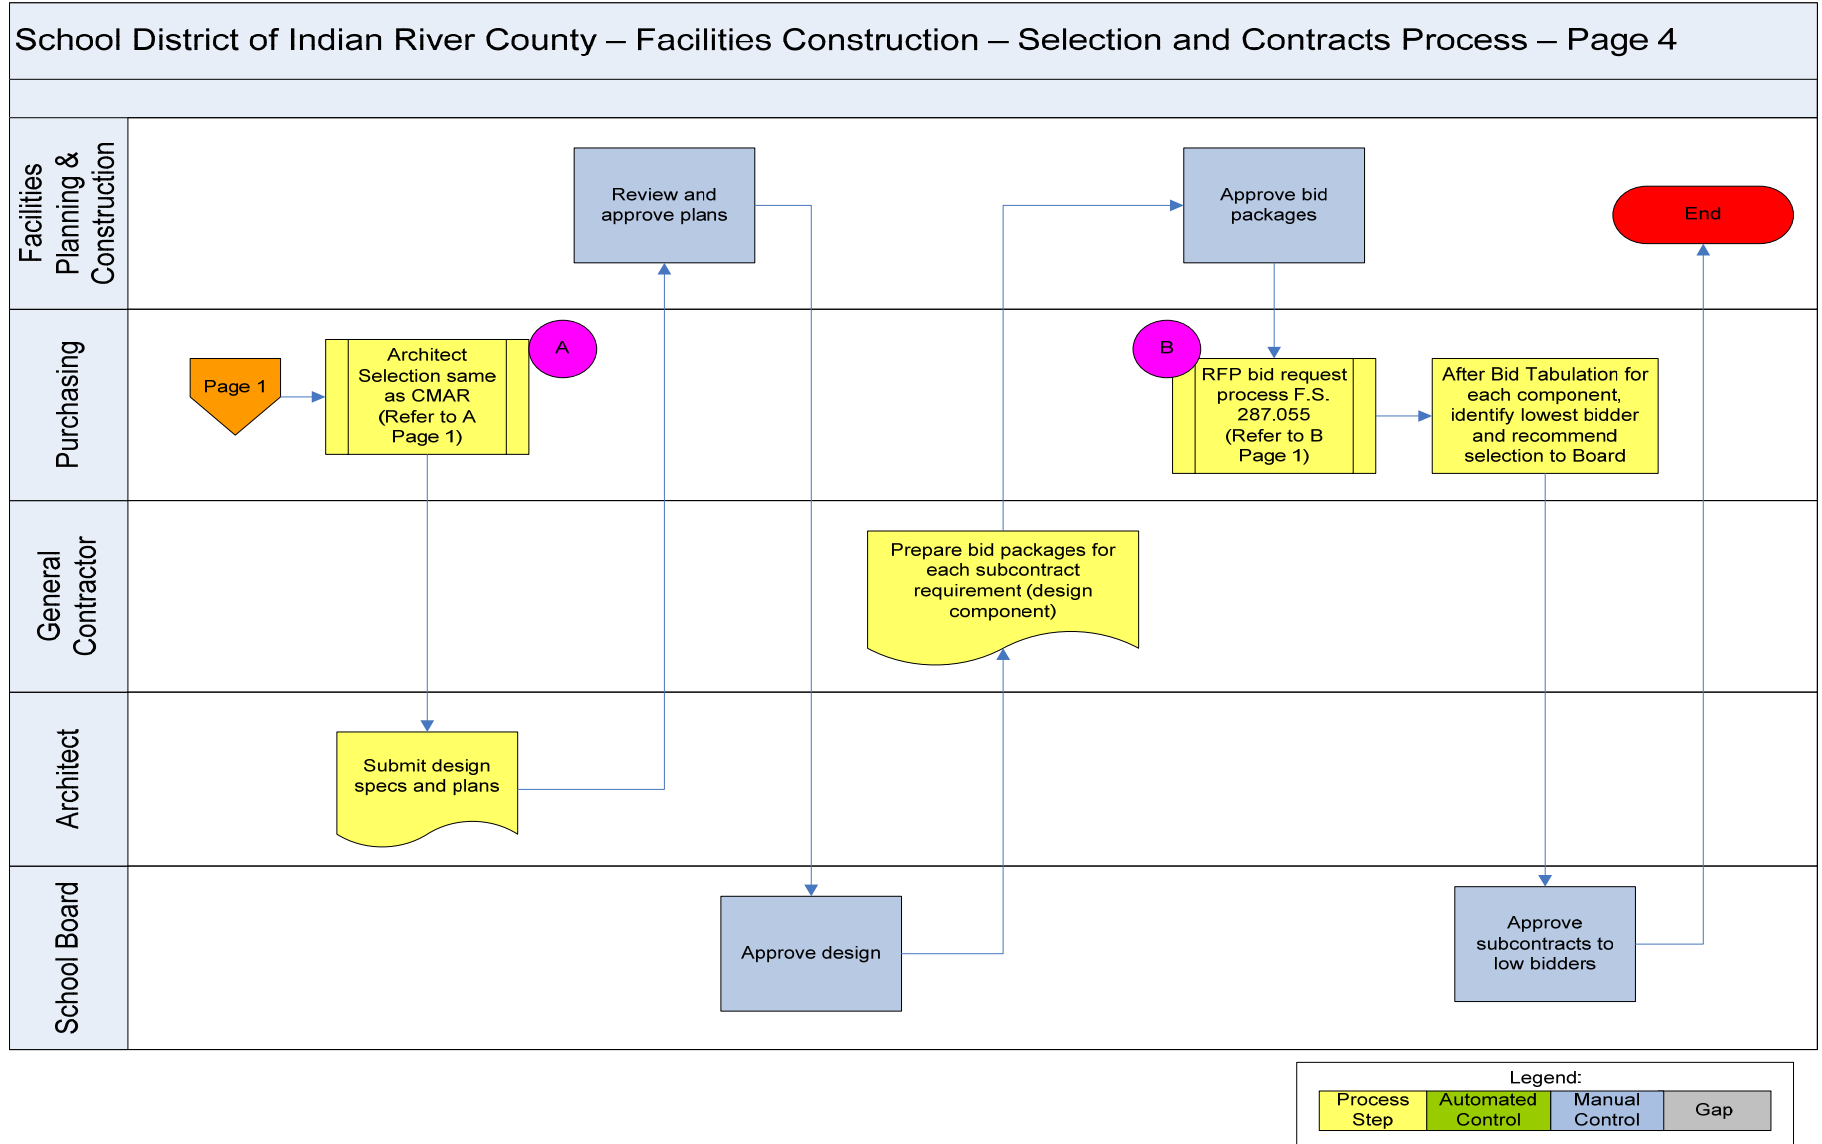 School District of Indian River County – Facilities Construction – Selection and Contracts Process – Page 4
Facilities
Planning &
Construction
Review and
approve plans
Approve bid
packages
End
Purchasing
Page 1
Architect
Selection same
as CMAR
(Refer to A
Page 1)
A
B
RFP bid request
process F.S.
287.055
(Refer to B
Page 1)
After Bid Tabulation for
each component,
identify lowest bidder
and recommend
selection to Board
General
Contractor
Prepare bid packages for
each subcontract
requirement (design
component)
Architect
Submit design
specs and plans
School Board
Approve design
Approve
subcontracts to
low bidders
Legend:
Process
Step
Automated
Control
Manual
Control
Gap